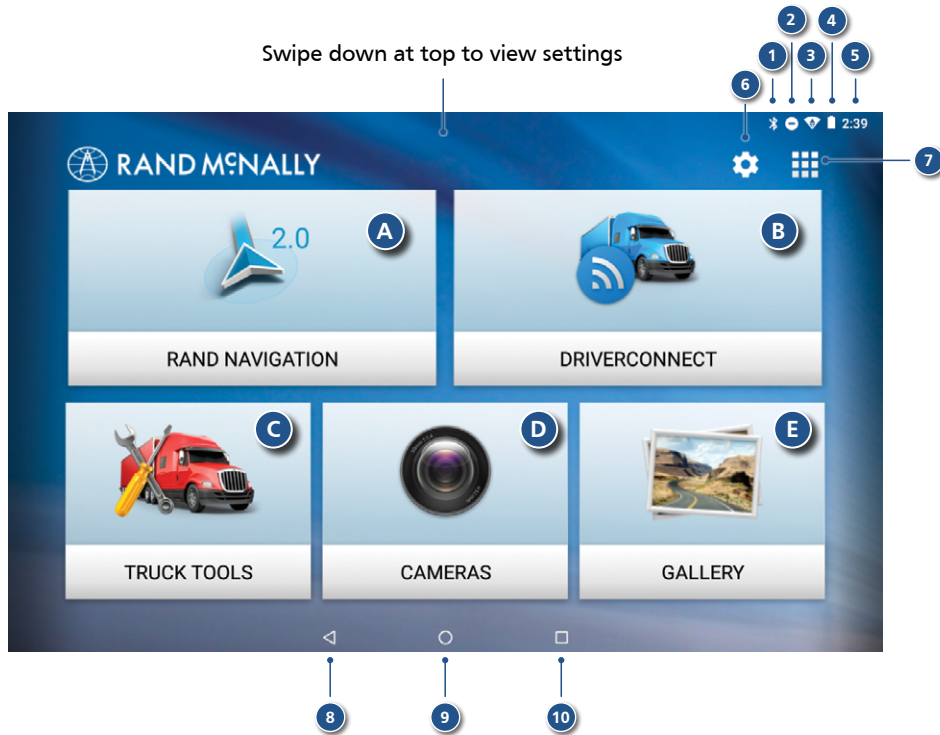 2 4
Swipe down at top to view settings
1 3 5
6
2:39
RAND MCNALLY
7
2.0
A
B
RAND NAVIGATION
DRIVERCONNECT
C
D
E
TRUCK TOOLS
CAMERAS
GALLERY
8
9
10